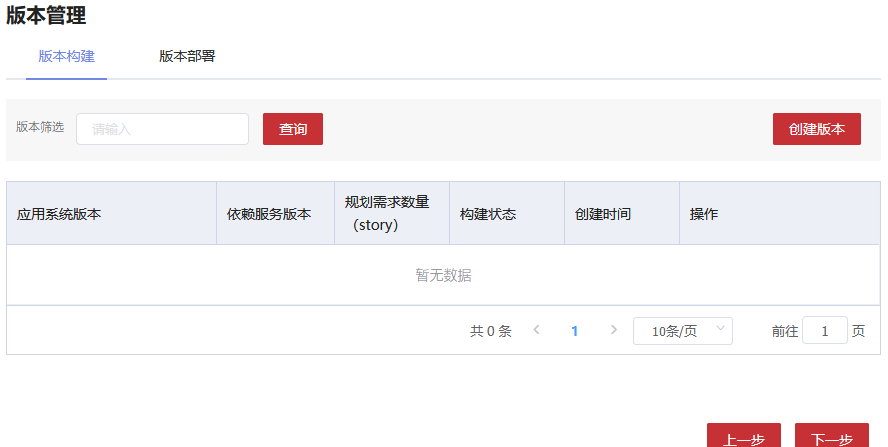 版本管理
版本构建 版本部署
版本筛选 请输入 查询 创建版本
应用系统版本 依赖服务版本 规划需求数量（story） 构建状态 创建时间 操作
暂无数据
共 0 条 1 10条/页 前往 1 页
上一步 下一步